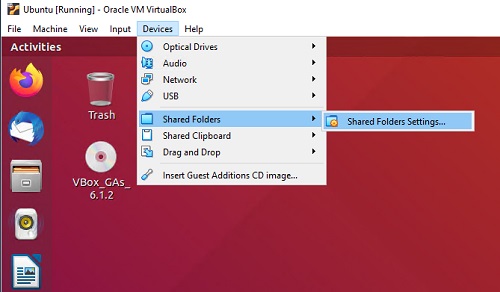 Ubuntu [Running] - Oracle VM VirtualBox
File Machine View Input Devices Help
Activities
Optical Drives
Audio
Network
USB
Shared Folders
Shared Folders Settings...
Shared Clipboard
Drag and Drop
Insert Guest Additions CD image...
Trash
VBox_GAs_
6.1.2